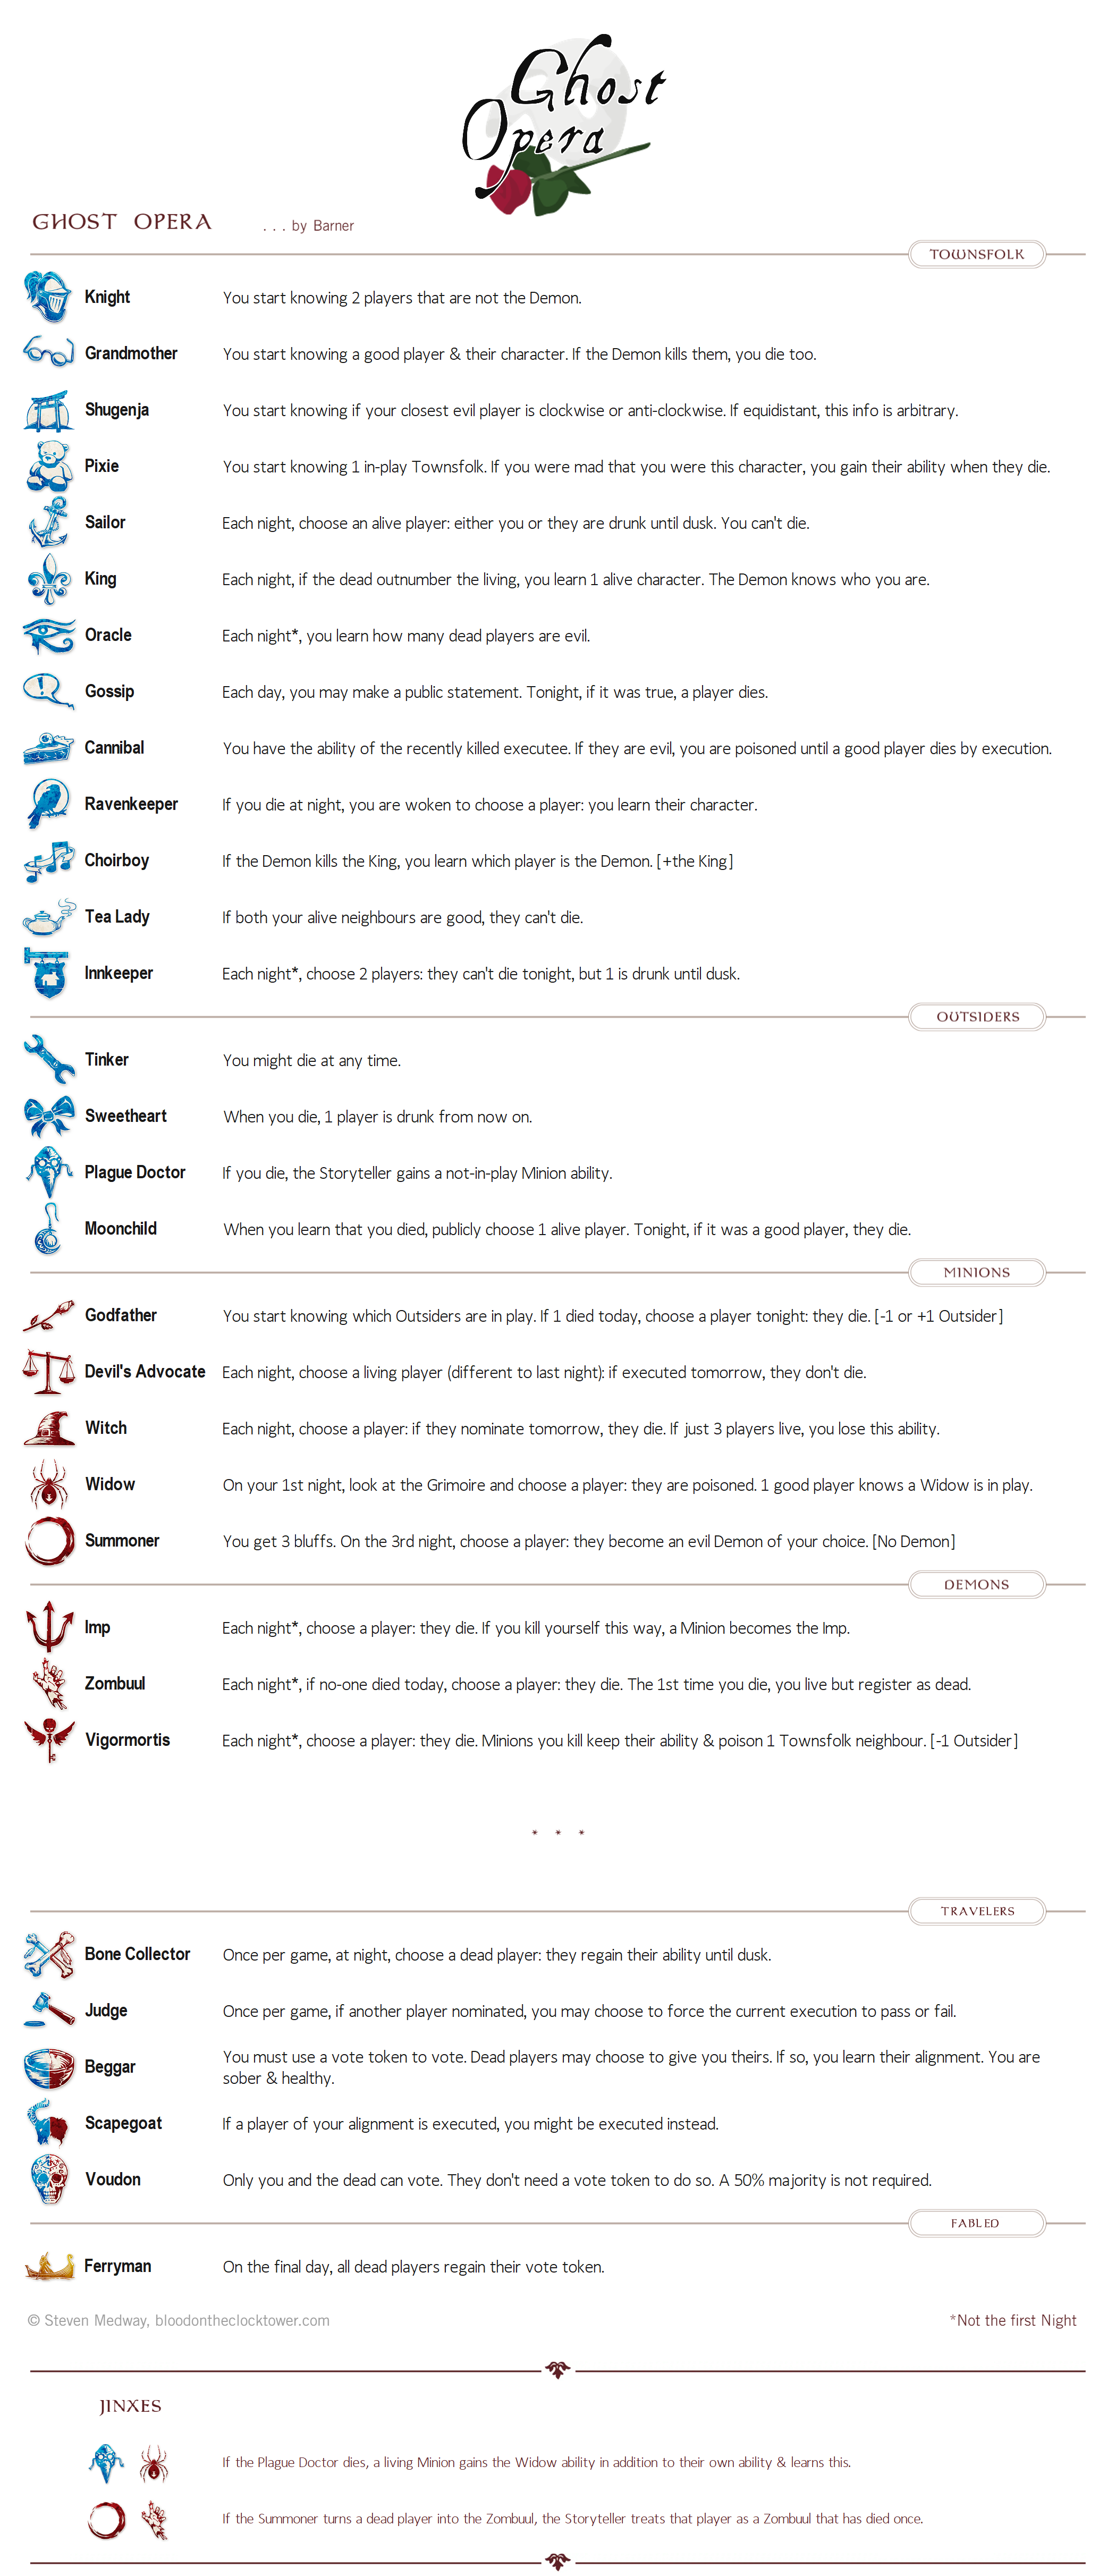 Ghost
Opera
GHOST OPERA . . . by Barner
TOWNSFOLK
Knight You start knowing 2 players that are not the Demon.
Grandmother You start knowing a good player & their character. If the Demon kills them, you die too.
Shugenja You start knowing if your closest evil player is clockwise or anti-clockwise. If equidistant, this info is arbitrary.
Pixie You start knowing 1 in-play Townsfolk. If you were mad that you were this character, you gain their ability when they die.
Sailor Each night, choose an alive player: either you or they are drunk until dusk. You can't die.
King Each night, if the dead outnumber the living, you learn 1 alive character. The Demon knows who you are.
Oracle Each night*, you learn how many dead players are evil.
Gossip Each day, you may make a public statement. Tonight, if it was true, a player dies.
Cannibal You have the ability of the recently killed executee. If they are evil, you are poisoned until a good player dies by execution.
Ravenkeeper If you die at night, you are woken to choose a player: you learn their character.
Choirboy If the Demon kills the King, you learn which player is the Demon. [+the King]
Tea Lady If both your alive neighbours are good, they can't die.
Innkeeper Each night*, choose 2 players: they can't die tonight, but 1 is drunk until dusk.
OUTSIDERS
Tinker You might die at any time.
Sweetheart When you die, 1 player is drunk from now on.
Plague Doctor If you die, the Storyteller gains a not-in-play Minion ability.
Moonchild When you learn that you died, publicly choose 1 alive player. Tonight, if it was a good player, they die.
MINIONS
Godfather You start knowing which Outsiders are in play. If 1 died today, choose a player tonight: they die. [-1 or +1 Outsider]
Devil's Advocate Each night, choose a living player (different to last night): if executed tomorrow, they don't die.
Witch Each night, choose a player: if they nominate tomorrow, they die. If just 3 players live, you lose this ability.
Widow On your 1st night, look at the Grimoire and choose a player: they are poisoned. 1 good player knows a Widow is in play.
Summoner You get 3 bluffs. On the 3rd night, choose a player: they become an evil Demon of your choice. [No Demon]
DEMONS
Imp Each night*, choose a player: they die. If you kill yourself this way, a Minion becomes the Imp.
Zombuul Each night*, if no-one died today, choose a player: they die. The 1st time you die, you live but register as dead.
Vigormortis Each night*, choose a player: they die. Minions you kill keep their ability & poison 1 Townsfolk neighbour. [-1 Outsider]
* * *
TRAVELERS
Bone Collector Once per game, at night, choose a dead player: they regain their ability until dusk.
Judge Once per game, if another player nominated, you may choose to force the current execution to pass or fail.
Beggar You must use a vote token to vote. Dead players may choose to give you theirs. If so, you learn their alignment. You are
sober & healthy.
Scapegoat If a player of your alignment is executed, you might be executed instead.
Voudon Only you and the dead can vote. They don't need a vote token to do so. A 50% majority is not required.
FABLED
Ferryman On the final day, all dead players regain their vote token.
© Steven Medway, bloodontheclocktower.com *Not the first Night
JINXES
If the Plague Doctor dies, a living Minion gains the Widow ability in addition to their own ability & learns this.
If the Summoner turns a dead player into the Zombuul, the Storyteller treats that player as a Zombuul that has died once.